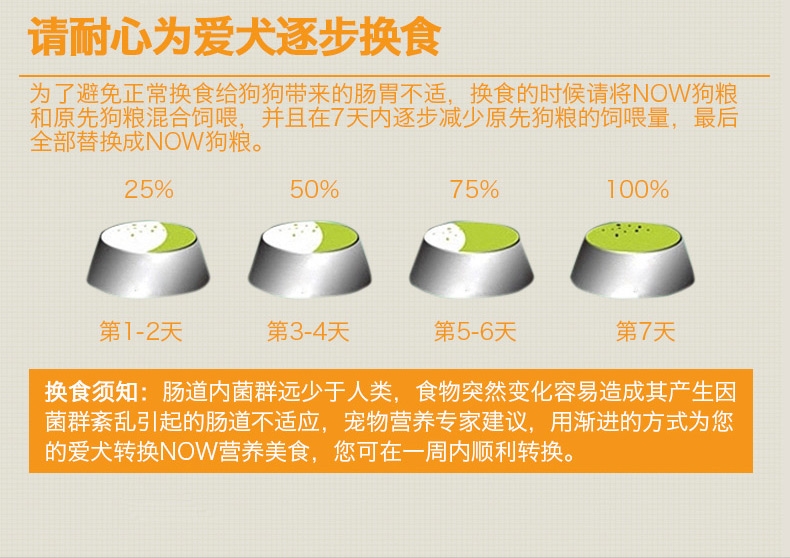 请耐心为爱犬逐步换食
为了避免正常换食给狗狗带来的肠胃不适，换食的时候请将NOW狗粮
和原先狗粮混合饲喂，并且在7天内逐步减少原先狗粮的饲喂量，最后
全部替换成NOW狗粮。
25% 50% 75% 100%
第1-2天 第3-4天 第5-6天 第7天
换食须知：肠道内菌群远少于人类，食物突然变化容易造成其产生因
菌群紊乱引起的肠道不适应，宠物营养专家建议，用渐进的方式为您
的爱犬转换NOW营养美食，您可在一周内顺利转换。